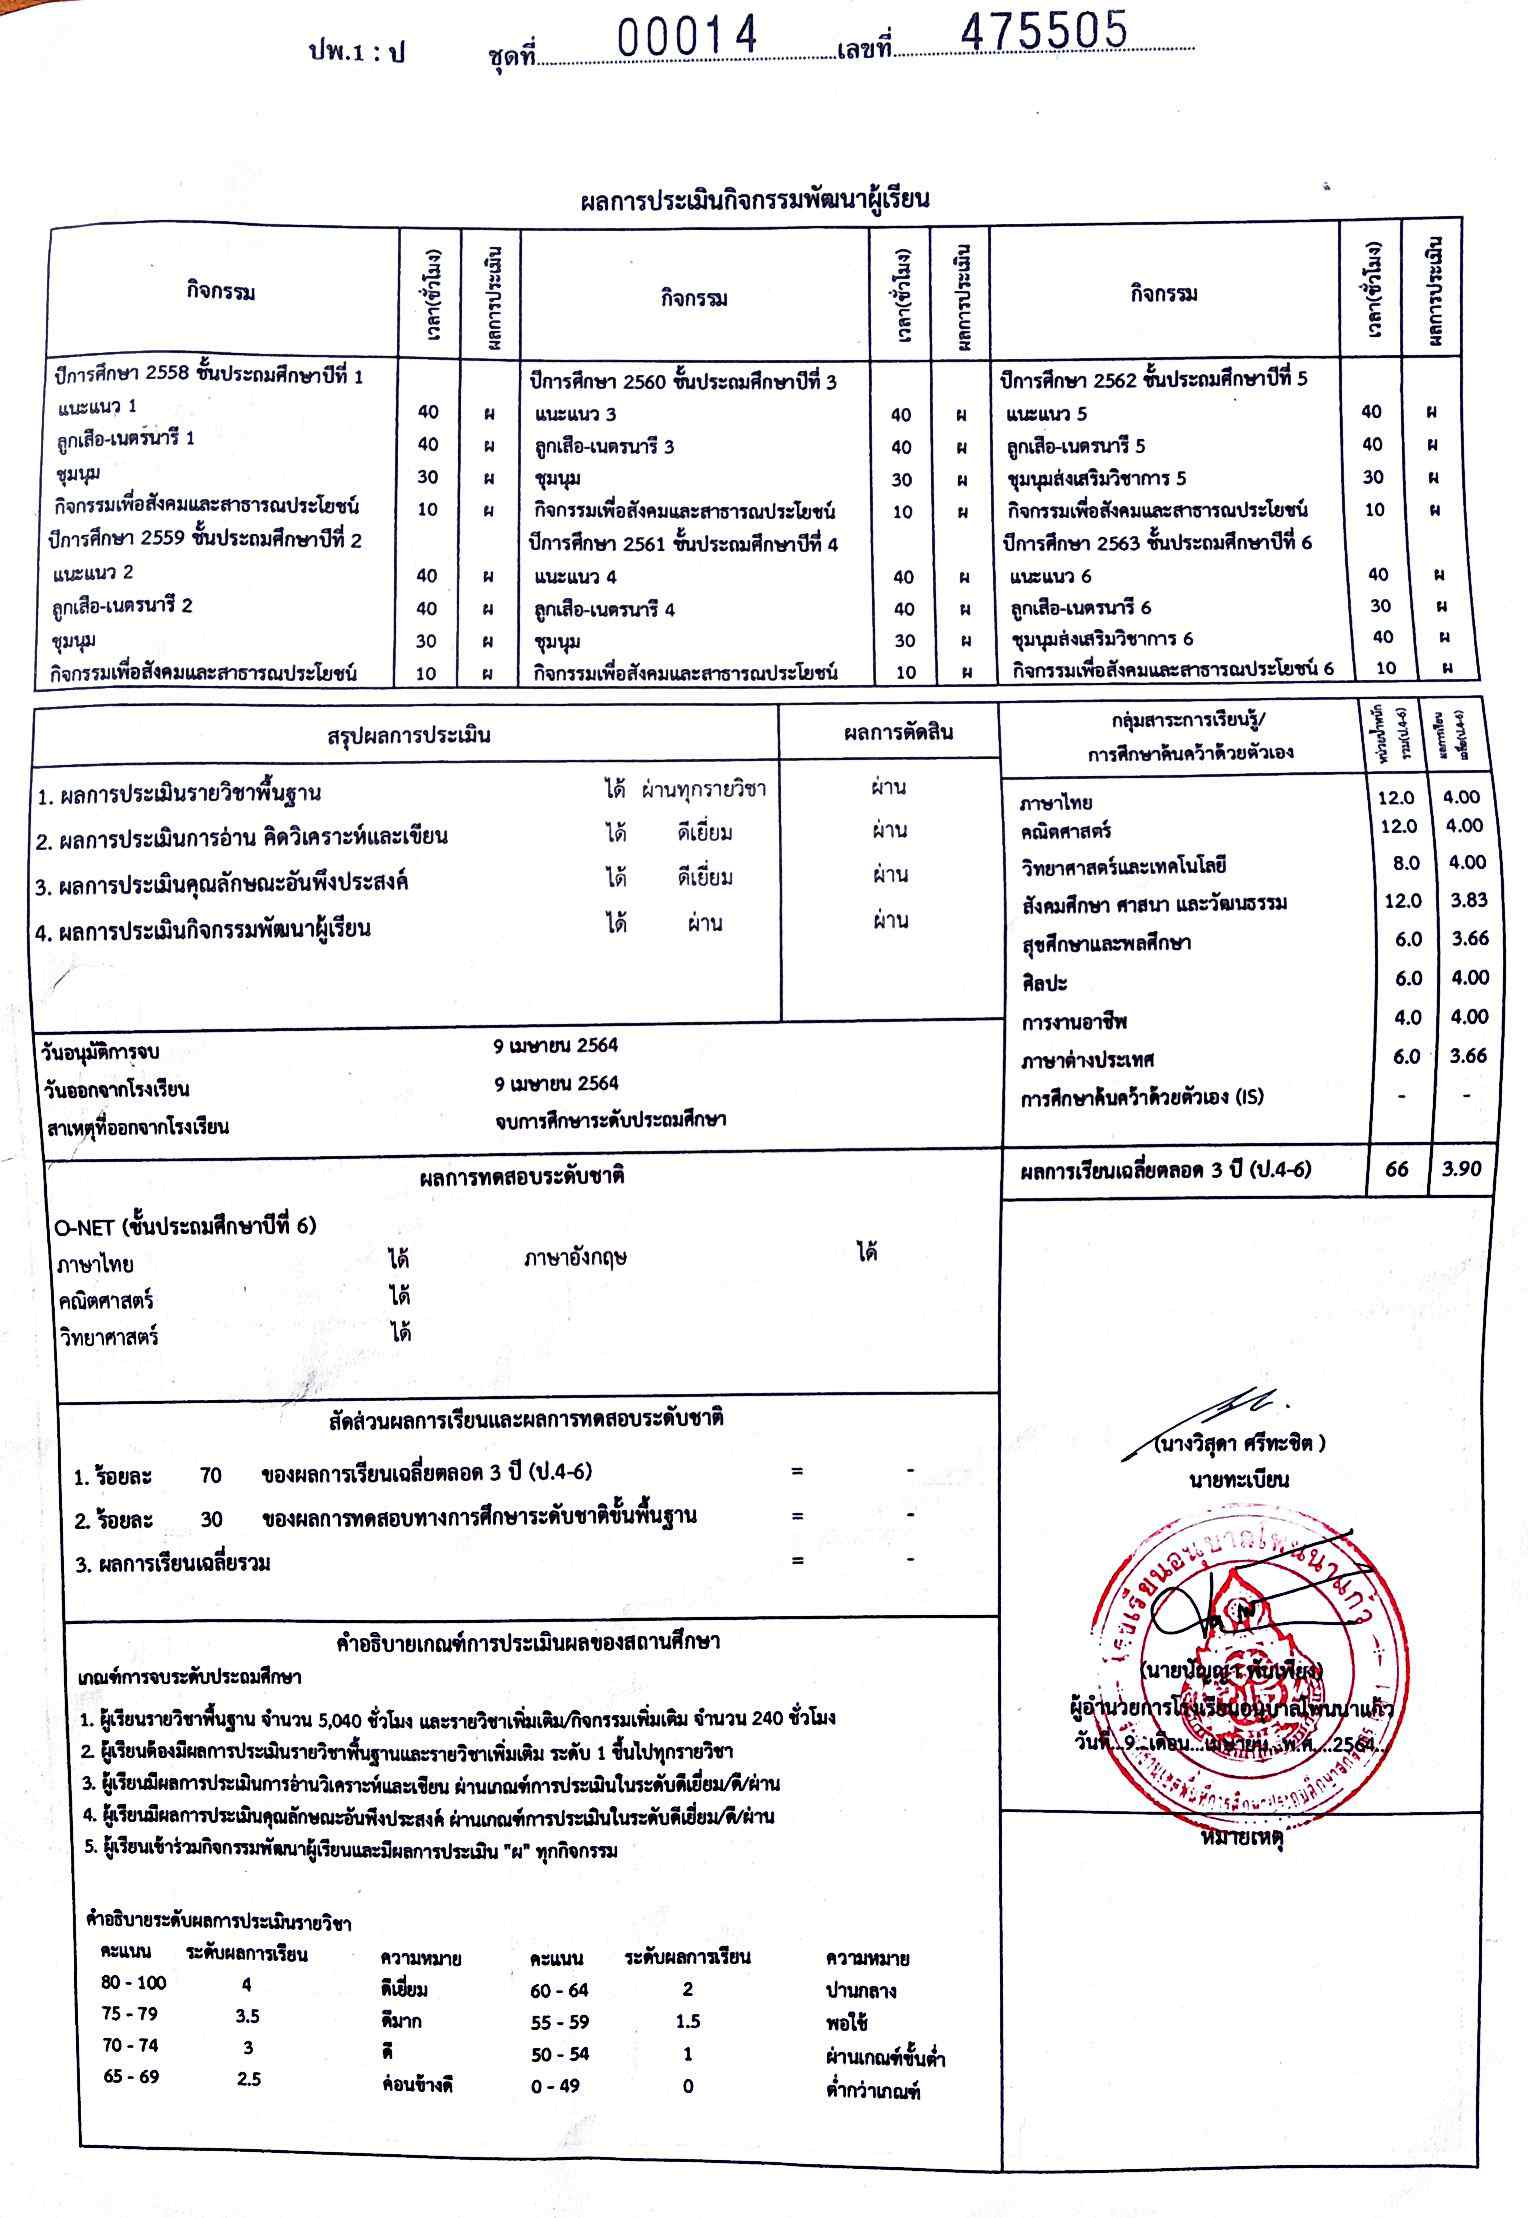 ปพ.1 : ป ชุดที่ 00014 เลขที่ 475505
ผลการประเมินกิจกรรมพัฒนาผู้เรียน
กิจกรรม เวลา(ชั่วโมง) ผลการประเมิน กิจกรรม เวลา(ชั่วโมง) ผลการประเมิน กิจกรรม เวลา(ชั่วโมง) ผลการประเมิน
ปีการศึกษา 2558 ชั้นประถมศึกษาปีที่ 1 ปีการศึกษา 2560 ชั้นประถมศึกษาปีที่ 3 ปีการศึกษา 2562 ชั้นประถมศึกษาปีที่ 5
แนะแนว 1 40 ผ แนะแนว 3 40 ผ แนะแนว 5 40 ผ
ลูกเสือ-เนตรนารี 1 40 ผ ลูกเสือ-เนตรนารี 3 40 ผ ลูกเสือ-เนตรนารี 5 40 ผ
ชุมนุม 30 ผ ชุมนุม 30 ผ ชุมนุมส่งเสริมวิชาการ 5 30 ผ
กิจกรรมเพื่อสังคมและสาธารณประโยชน์ 10 ผ กิจกรรมเพื่อสังคมและสาธารณประโยชน์ 10 ผ กิจกรรมเพื่อสังคมและสาธารณประโยชน์ 10 ผ
ปีการศึกษา 2559 ชั้นประถมศึกษาปีที่ 2 ปีการศึกษา 2561 ชั้นประถมศึกษาปีที่ 4 ปีการศึกษา 2563 ชั้นประถมศึกษาปีที่ 6
แนะแนว 2 40 ผ แนะแนว 4 40 ผ แนะแนว 6 40 ผ
ลูกเสือ-เนตรนารี 2 40 ผ ลูกเสือ-เนตรนารี 4 40 ผ ลูกเสือ-เนตรนารี 6 30 ผ
ชุมนุม 30 ผ ชุมนุม 30 ผ ชุมนุมส่งเสริมวิชาการ 6 40 ผ
กิจกรรมเพื่อสังคมและสาธารณประโยชน์ 10 ผ กิจกรรมเพื่อสังคมและสาธารณประโยชน์ 10 ผ กิจกรรมเพื่อสังคมและสาธารณประโยชน์ 6 10 ผ
สรุปผลการประเมิน ผลการตัดสิน
1. ผลการประเมินรายวิชาพื้นฐาน ได้ ผ่านทุกรายวิชา ผ่าน
2. ผลการประเมินการอ่าน คิดวิเคราะห์และเขียน ได้ ดีเยี่ยม ผ่าน
3. ผลการประเมินคุณลักษณะอันพึงประสงค์ ได้ ดีเยี่ยม ผ่าน
4. ผลการประเมินกิจกรรมพัฒนาผู้เรียน ได้ ผ่าน ผ่าน
วันอนุมัติการจบ 9 เมษายน 2564
วันออกจากโรงเรียน 9 เมษายน 2564
สาเหตุที่ออกจากโรงเรียน จบการศึกษาระดับประถมศึกษา
กลุ่มสาระการเรียนรู้/ หน่วยน้ำหนัก ผลการเรียน
การศึกษาค้นคว้าด้วยตัวเอง รวม(ป.4-6) เฉลี่ย(ป.4-6)
ภาษาไทย 12.0 4.00
คณิตศาสตร์ 12.0 4.00
วิทยาศาสตร์และเทคโนโลยี 8.0 4.00
สังคมศึกษา ศาสนา และวัฒนธรรม 12.0 3.83
สุขศึกษาและพลศึกษา 6.0 3.66
ศิลปะ 6.0 4.00
การงานอาชีพ 4.0 4.00
ภาษาต่างประเทศ 6.0 3.66
การศึกษาค้นคว้าด้วยตัวเอง (IS) - -
ผลการเรียนเฉลี่ยตลอด 3 ปี (ป.4-6) 66 3.90
ผลการทดสอบระดับชาติ
O-NET (ชั้นประถมศึกษาปีที่ 6)
ภาษาไทย ได้ ภาษาอังกฤษ ได้
คณิตศาสตร์ ได้
วิทยาศาสตร์ ได้
สัดส่วนผลการเรียนและผลการทดสอบระดับชาติ
1. ร้อยละ 70 ของผลการเรียนเฉลี่ยตลอด 3 ปี (ป.4-6) = -
2. ร้อยละ 30 ของผลการทดสอบทางการศึกษาระดับชาติขั้นพื้นฐาน = -
3. ผลการเรียนเฉลี่ยรวม = -
คำอธิบายเกณฑ์การประเมินผลของสถานศึกษา
เกณฑ์การจบระดับประถมศึกษา
1. ผู้เรียนรายวิชาพื้นฐาน จำนวน 5,040 ชั่วโมง และรายวิชาเพิ่มเติม/กิจกรรมเพิ่มเติม จำนวน 240 ชั่วโมง
2. ผู้เรียนต้องมีผลการประเมินรายวิชาพื้นฐานและรายวิชาเพิ่มเติม ระดับ 1 ขึ้นไปทุกรายวิชา
3. ผู้เรียนมีผลการประเมินการอ่านวิเคราะห์และเขียน ผ่านเกณฑ์การประเมินในระดับดีเยี่ยม/ดี/ผ่าน
4. ผู้เรียนมีผลการประเมินคุณลักษณะอันพึงประสงค์ ผ่านเกณฑ์การประเมินในระดับดีเยี่ยม/ดี/ผ่าน
5. ผู้เรียนเข้าร่วมกิจกรรมพัฒนาผู้เรียนและมีผลการประเมิน "ผ" ทุกกิจกรรม
คำอธิบายระดับผลการประเมินรายวิชา
คะแนน ระดับผลการเรียน ความหมาย คะแนน ระดับผลการเรียน ความหมาย
80 - 100 4 ดีเยี่ยม 60 - 64 2 ปานกลาง
75 - 79 3.5 ดีมาก 55 - 59 1.5 พอใช้
70 - 74 3 ดี 50 - 54 1 ผ่านเกณฑ์ขั้นต่ำ
65 - 69 2.5 ค่อนข้างดี 0 - 49 0 ต่ำกว่าเกณฑ์
(นางวิสุดา ศรีทะชิต )
นายทะเบียน
โรงเรียนอนุบาลโพนนาแก้ว
(นายปัญญา พันเพียง)
ผู้อำนวยการโรงเรียนอนุบาลโพนนาแก้ว
วันที่...9...เดือน...เมษายน...พ.ศ....2564...
หมายเหตุ